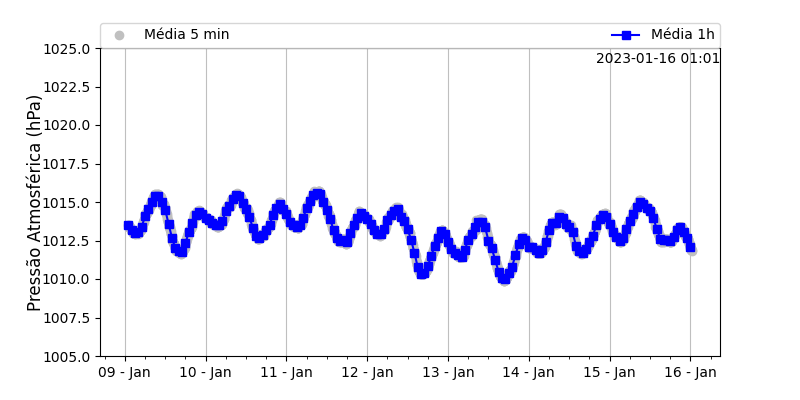 Média 5 min
Média 1h
2023-01-16 01:01
Pressão Atmosférica (hPa)
1025.0
1022.5
1020.0
1017.5
1015.0
1012.5
1010.0
1007.5
1005.0
09 - Jan
10 - Jan
11 - Jan
12 - Jan
13 - Jan
14 - Jan
15 - Jan
16 - Jan